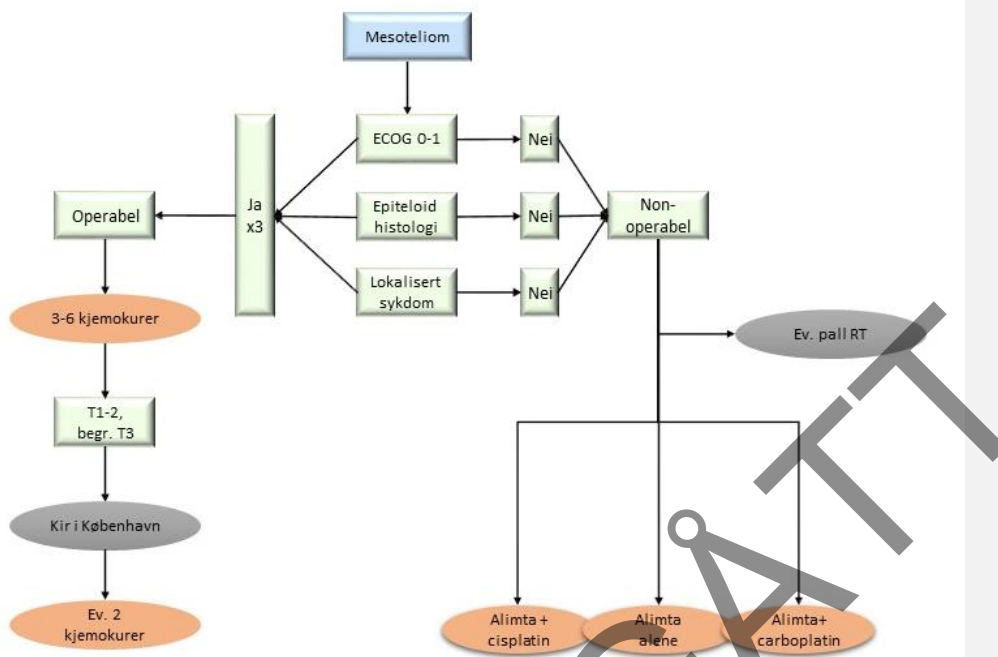 Mesoteliom
ECOG 0-1
Nei
Ja
x3
Epiteloid
histologi
Nei
Lokalisert
sykdom
Nei
Operabel
Non-
operabel
3-6 kjemokurer
Ev. pall RT
T1-2,
begr. T3
Kir i København
Ev. 2
kjemokurer
Alimta +
cisplatin
Alimta
alene
Alimta+
carboplatin
GÅTT